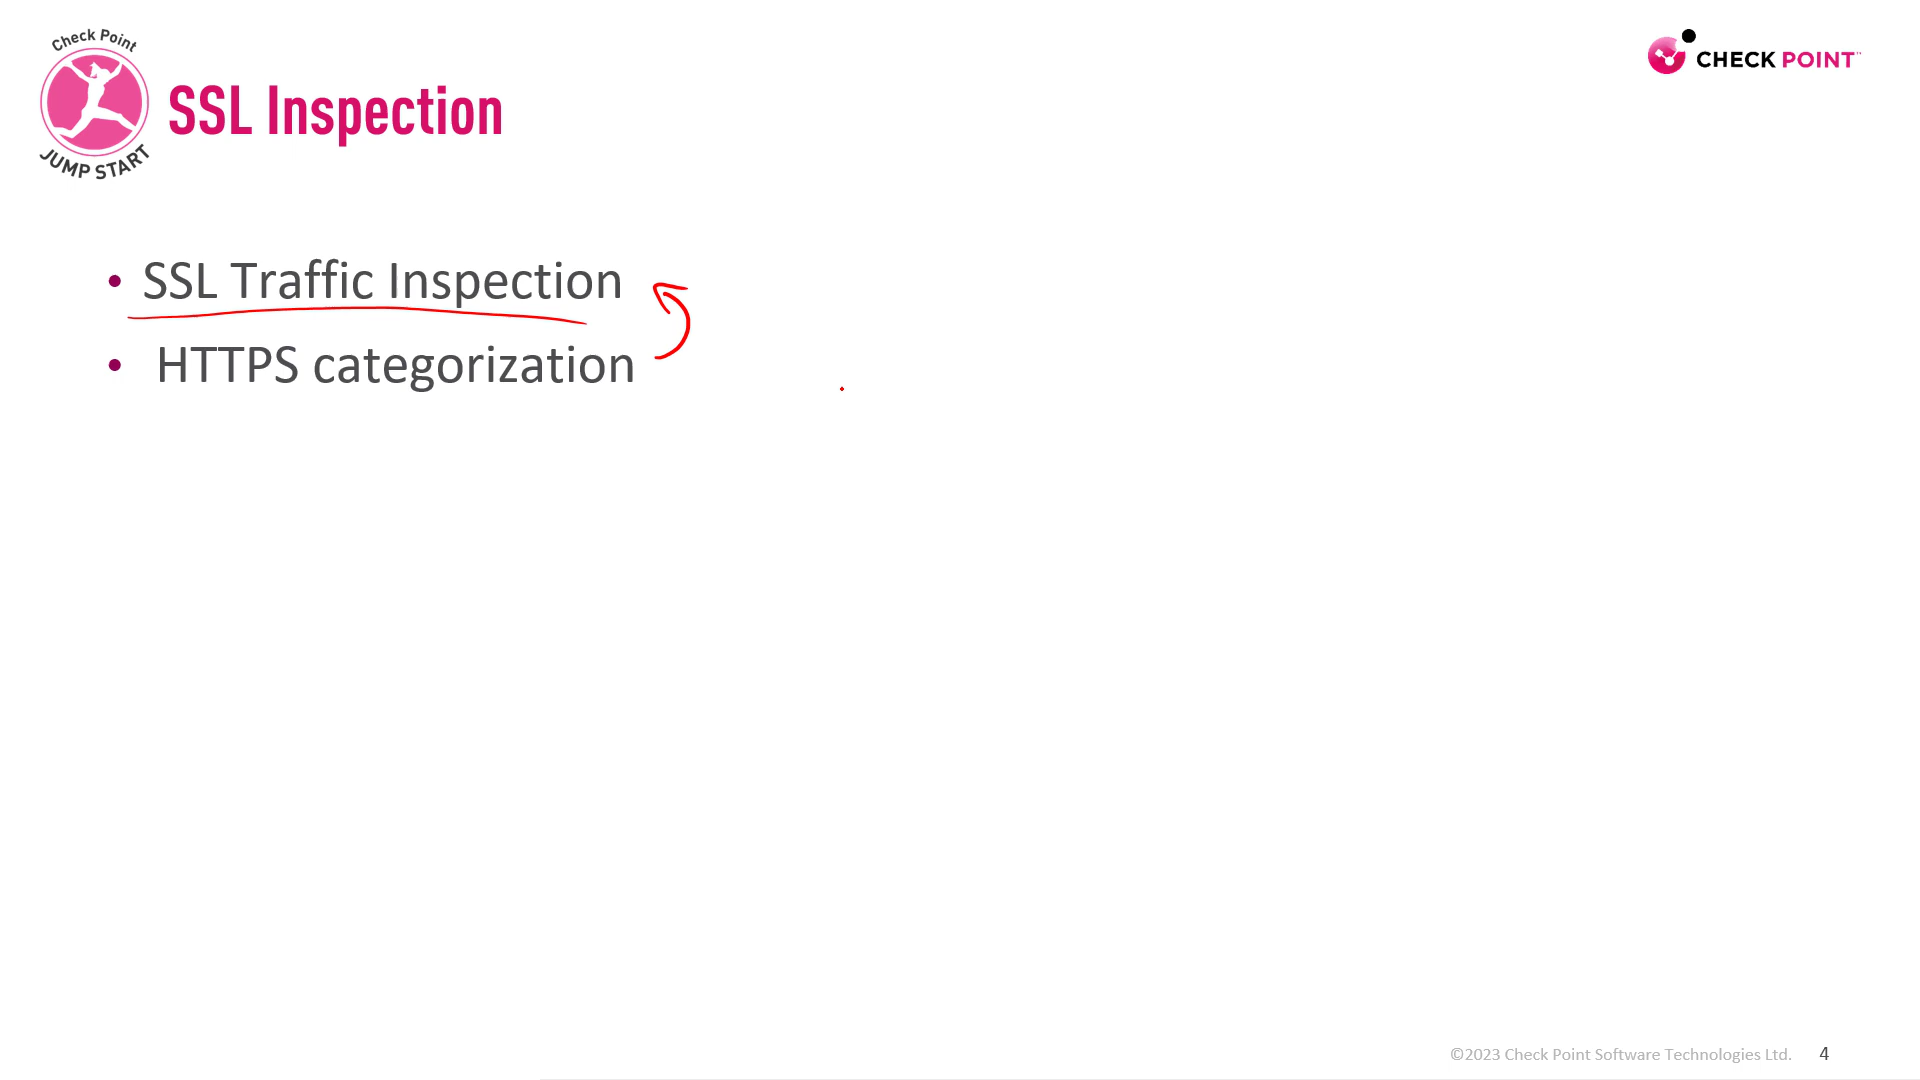 Check Point
JUMP START
SSL Inspection
CHECK POINT™
• SSL Traffic Inspection
• HTTPS categorization
©2023 Check Point Software Technologies Ltd. 4